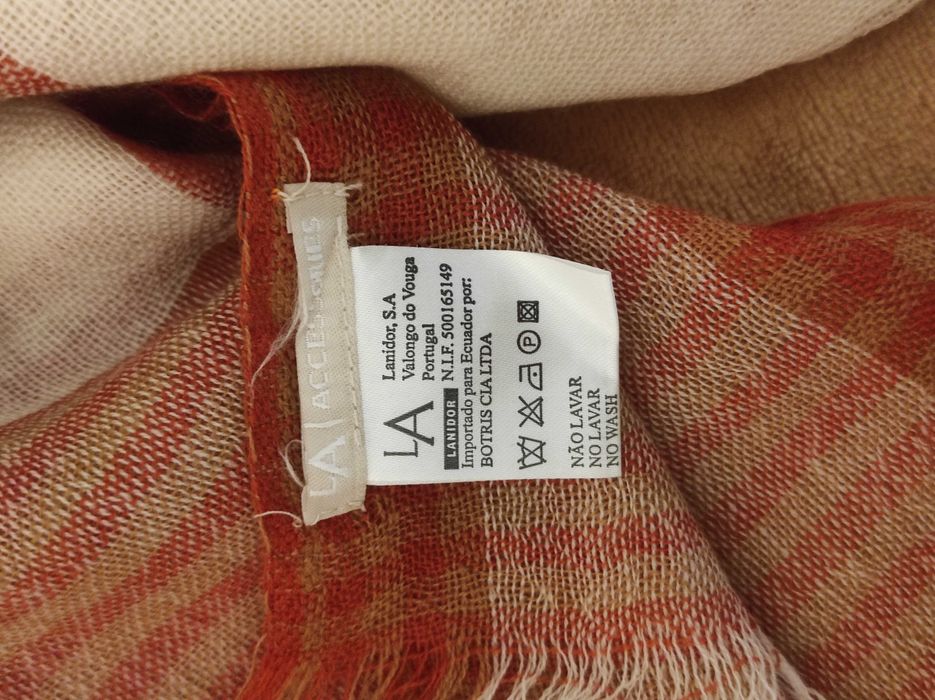 LA | ACCESSORIES
LA
LANIDOR
Lanidor, S.A
Valongo do Vouga
Portugal
N.I.F. 500165149
Importado para Ecuador por:
BOTRIS CIA LTDA
P
NÃO LAVAR
NO LAVAR
NO WASH